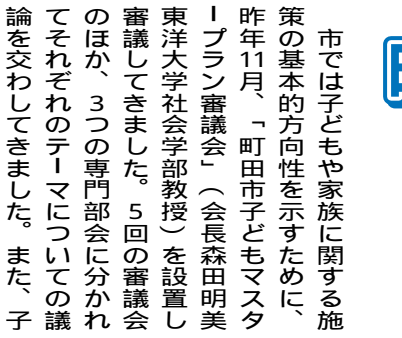 市では子どもや家族に関する施
策の基本的方向性を示すために、
昨年11月、「町田市子どもマスタ
ープラン審議会」（会長森田明美
東洋大学社会学部教授）を設置し
審議してきました。５回の審議会
のほか、３つの専門部会に分かれ
てそれぞれのテーマについての議
論を交わしてきました。また、子